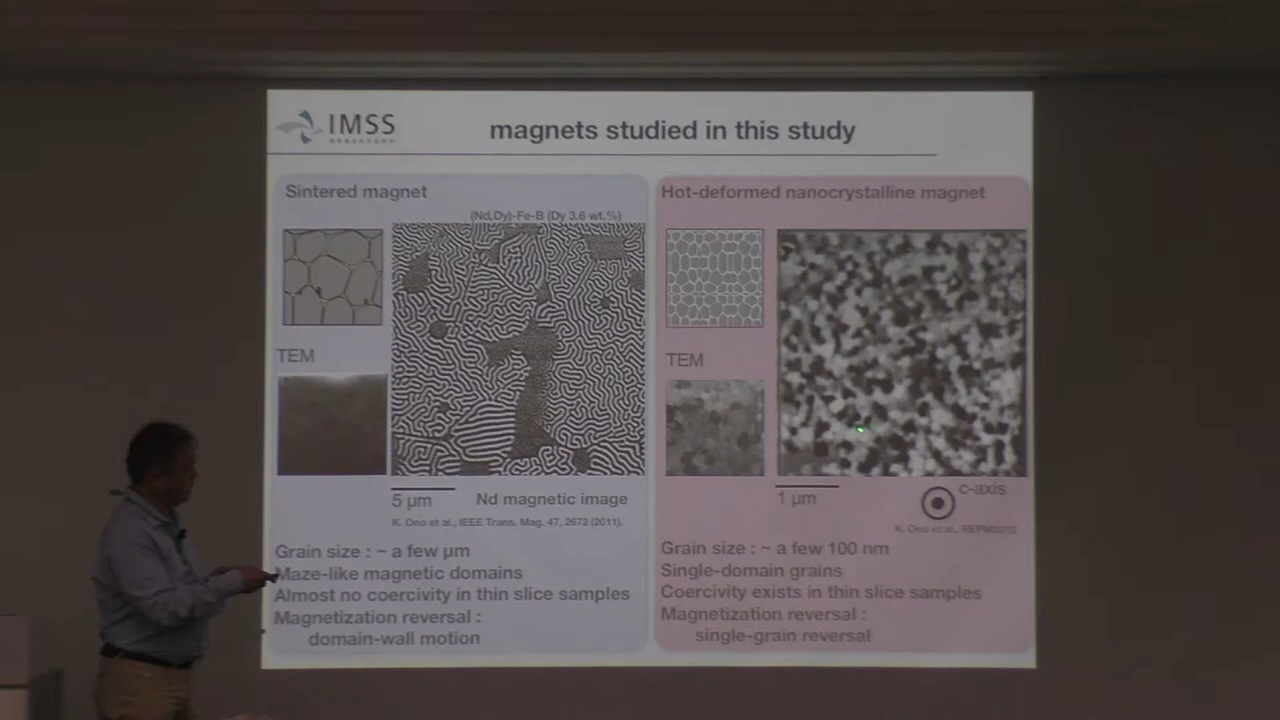 IMSS
magnets studied in this study
Sintered magnet
(Nd,Dy)-Fe-B (Dy 3.6 wt.%)
TEM
5 μm
Nd magnetic image
K. Ono et al., IEEE Trans. Mag. 47, 2672 (2011).
Grain size : ~ a few μm
Maze-like magnetic domains
Almost no coercivity in thin slice samples
Magnetization reversal :
domain-wall motion
Hot-deformed nanocrystalline magnet
TEM
1 μm
c-axis
K. Ono et al., REPM2012
Grain size : ~ a few 100 nm
Single-domain grains
Coercivity exists in thin slice samples
Magnetization reversal :
single-grain reversal